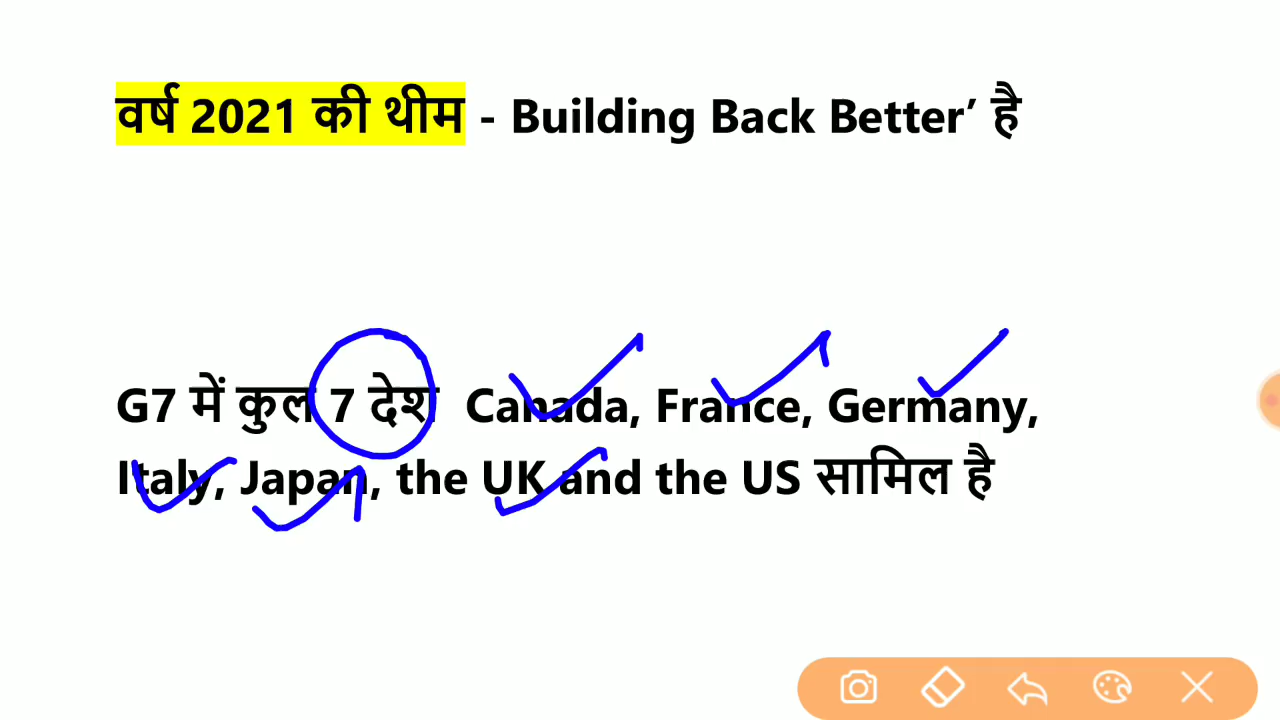 वर्ष 2021 की थीम - Building Back Better’ है
G7 में कुल 7 देश Canada, France, Germany,
Italy, Japan, the UK and the US सामिल है